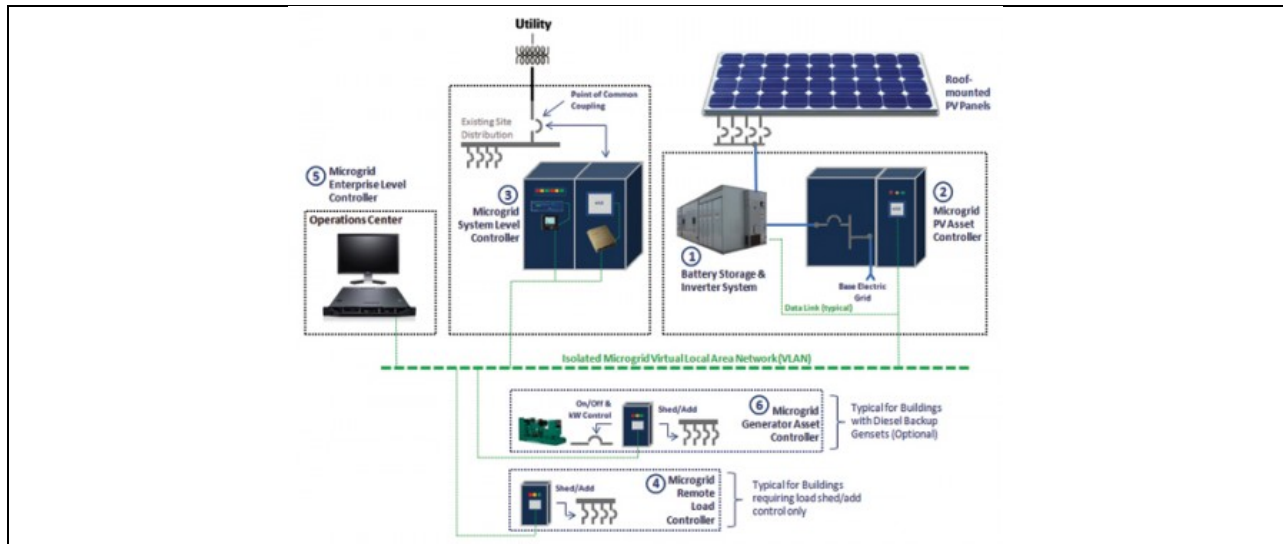 Utility
Point of Common
Coupling
Existing Site
Distribution
Roof-
mounted
PV Panels
5
Microgrid
Enterprise Level
Controller
Operations Center
3
Microgrid
System Level
Controller
2
Microgrid
PV Asset
Controller
1
Battery Storage &
Inverter System
Base Electric
Grid
Data Link (typical)
Isolated Microgrid Virtual Local Area Network (VLAN)
On/Off &
kW Control
Shed/Add
6
Microgrid
Generator Asset
Controller
Typical for Buildings
with Diesel Backup
Gensets (Optional)
Shed/Add
4
Microgrid
Remote
Load
Controller
Typical for Buildings
requiring load shed/add
control only